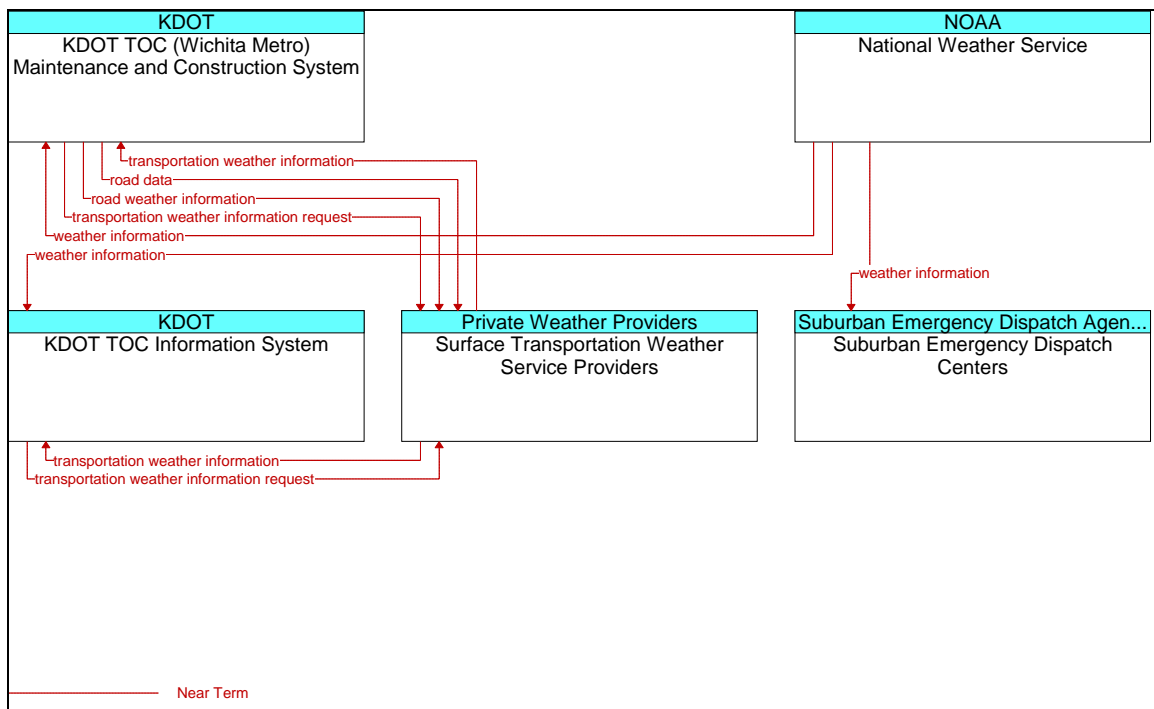 KDOT
KDOT TOC (Wichita Metro)
Maintenance and Construction System
NOAA
National Weather Service
transportation weather information
road data
road weather information
transportation weather information request
weather information
weather information
weather information
KDOT
KDOT TOC Information System
Private Weather Providers
Surface Transportation Weather
Service Providers
Suburban Emergency Dispatch Agen...
Suburban Emergency Dispatch
Centers
transportation weather information
transportation weather information request
Near Term